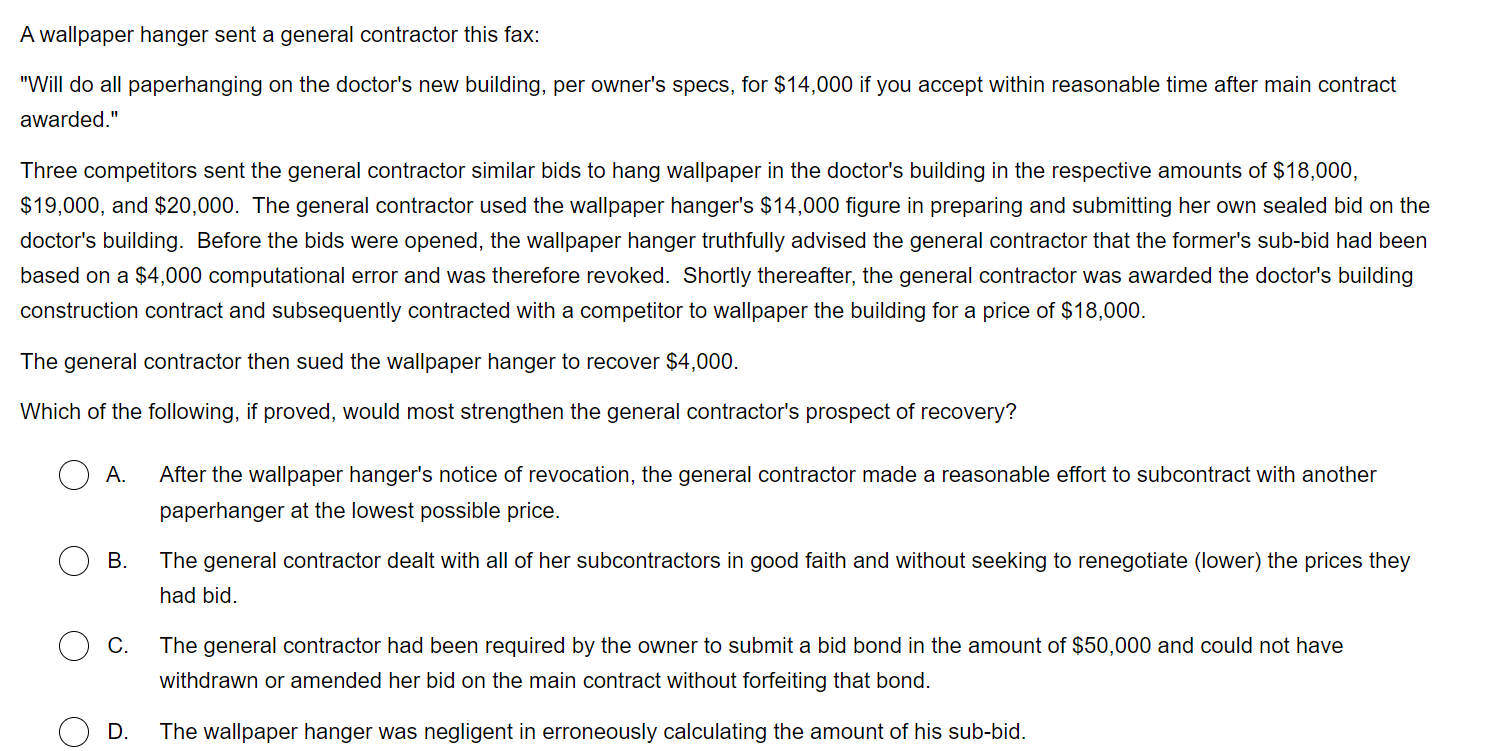 A wallpaper hanger sent a general contractor this fax:
"Will do all paperhanging on the doctor's new building, per owner's specs, for $14,000 if you accept within reasonable time after main contract
awarded."
Three competitors sent the general contractor similar bids to hang wallpaper in the doctor's building in the respective amounts of $18,000,
$19,000, and $20,000.  The general contractor used the wallpaper hanger's $14,000 figure in preparing and submitting her own sealed bid on the
doctor's building.  Before the bids were opened, the wallpaper hanger truthfully advised the general contractor that the former's sub-bid had been
based on a $4,000 computational error and was therefore revoked.  Shortly thereafter, the general contractor was awarded the doctor's building
construction contract and subsequently contracted with a competitor to wallpaper the building for a price of $18,000.
The general contractor then sued the wallpaper hanger to recover $4,000.
Which of the following, if proved, would most strengthen the general contractor's prospect of recovery?
A. After the wallpaper hanger's notice of revocation, the general contractor made a reasonable effort to subcontract with another
paperhanger at the lowest possible price.
B. The general contractor dealt with all of her subcontractors in good faith and without seeking to renegotiate (lower) the prices they
had bid.
C. The general contractor had been required by the owner to submit a bid bond in the amount of $50,000 and could not have
withdrawn or amended her bid on the main contract without forfeiting that bond.
D. The wallpaper hanger was negligent in erroneously calculating the amount of his sub-bid.